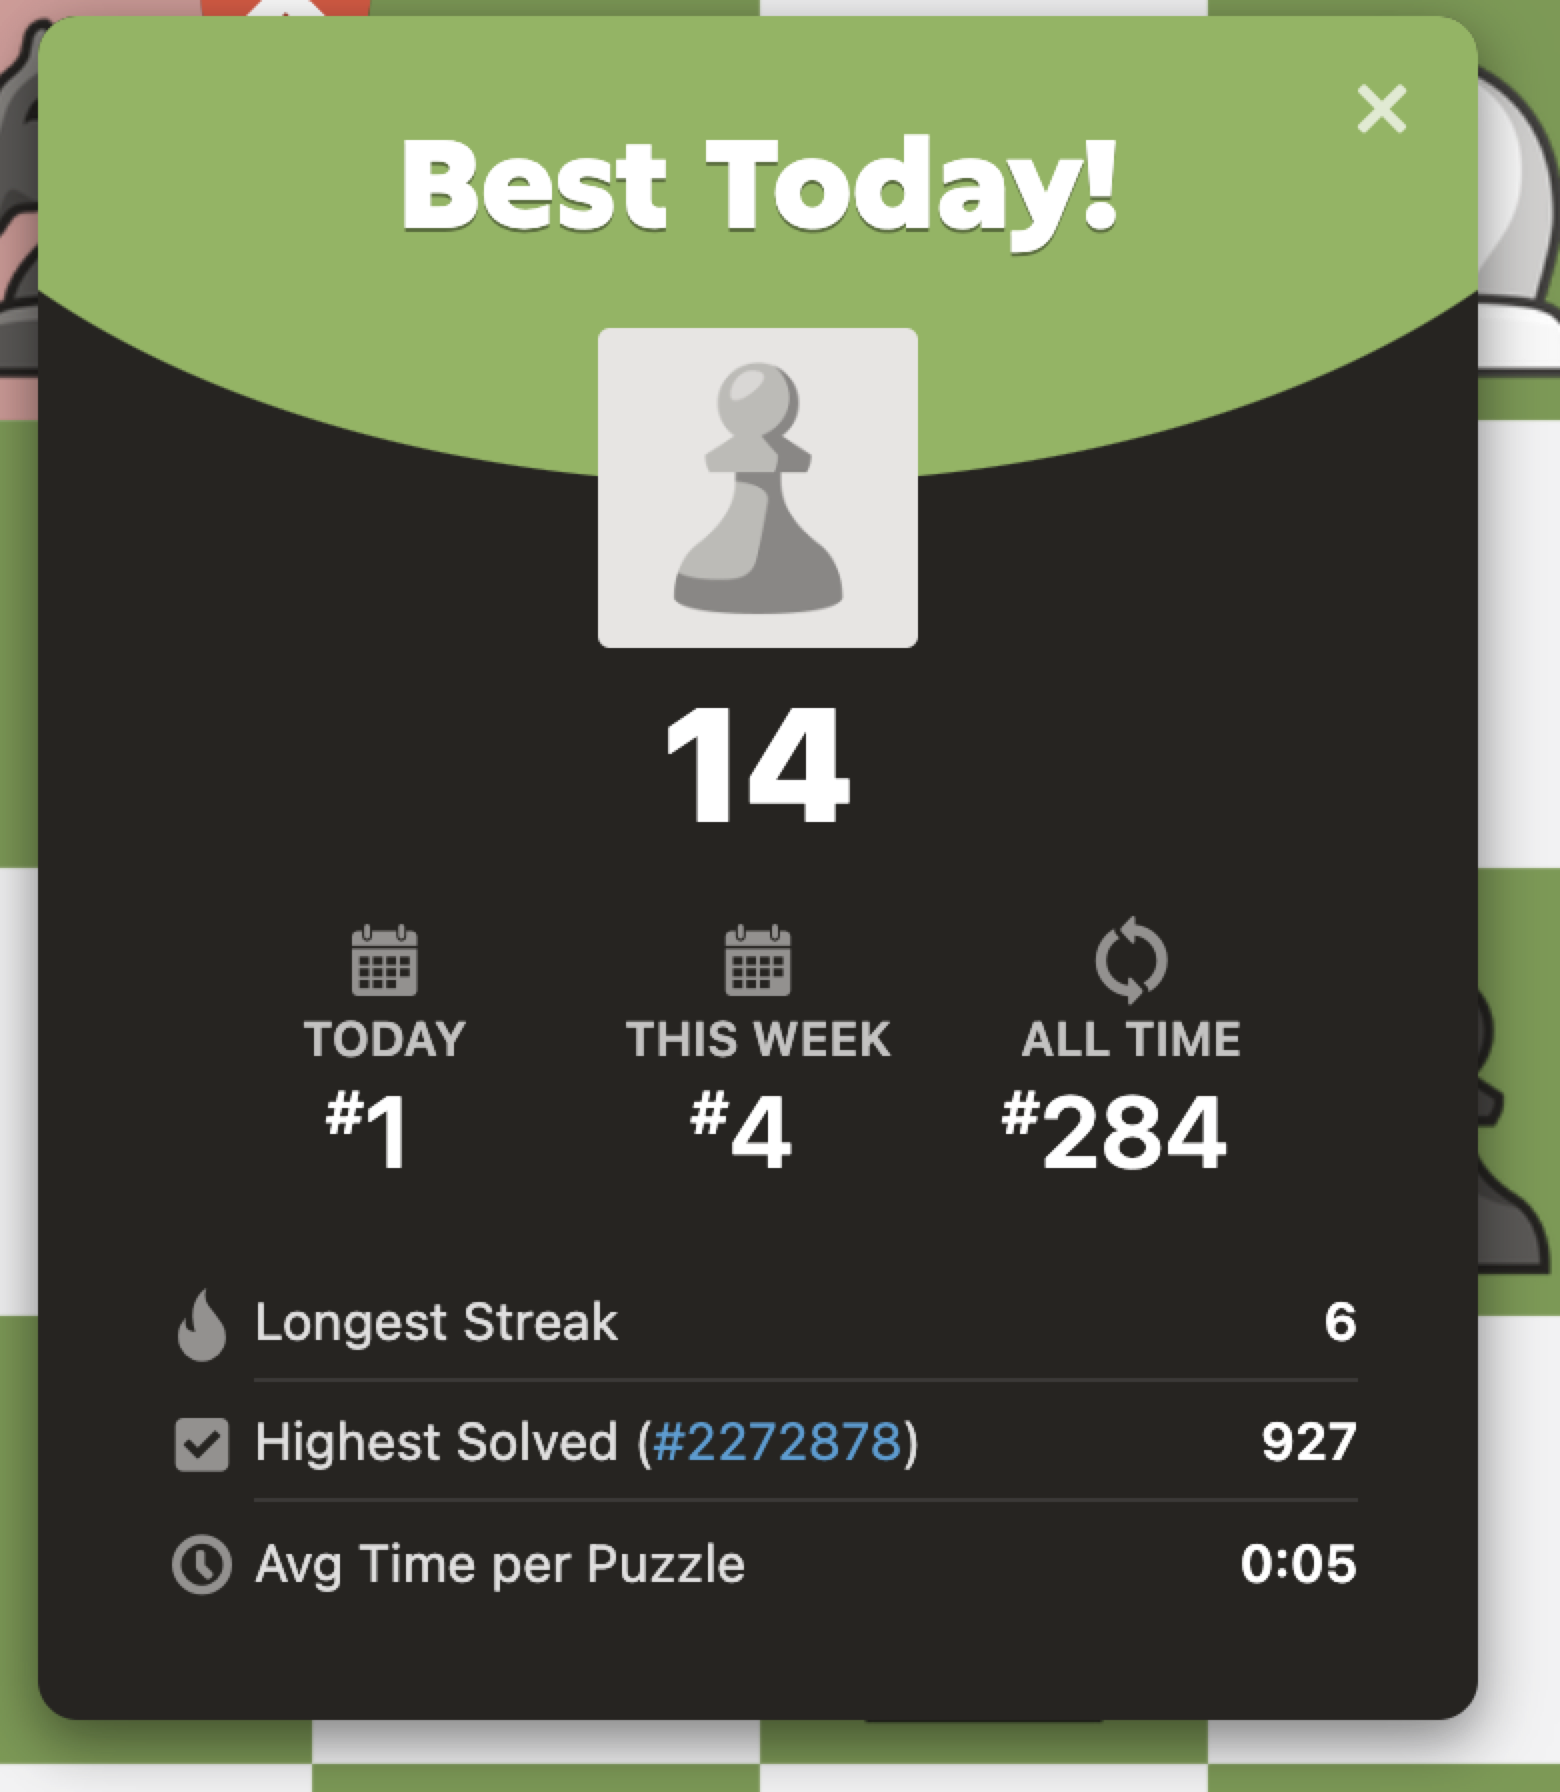 Best Today!
14
TODAY THIS WEEK ALL TIME
#1 #4 #284
Longest Streak 6
Highest Solved (#2272878) 927
Avg Time per Puzzle 0:05